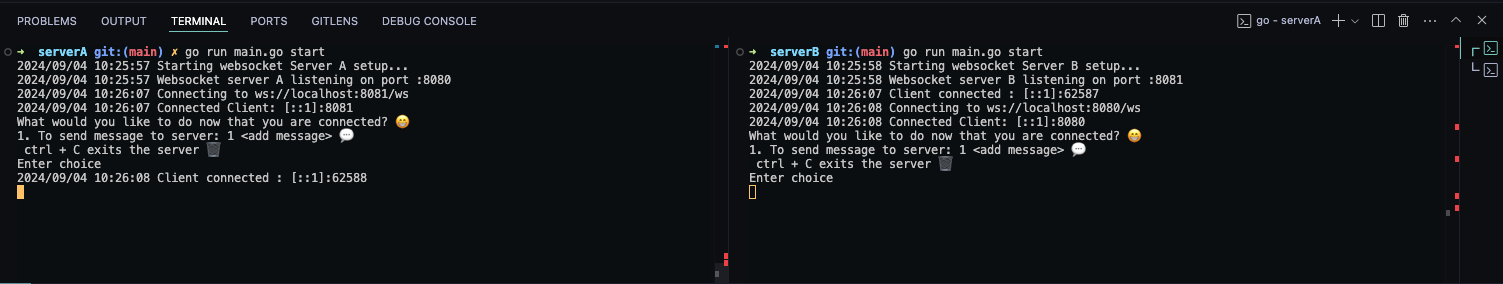 PROBLEMS OUTPUT TERMINAL PORTS GITLENS DEBUG CONSOLE
go - serverA
➜ serverA git:(main) ✗ go run main.go start
2024/09/04 10:25:57 Starting websocket Server A setup...
2024/09/04 10:25:57 Websocket server A listening on port :8080
2024/09/04 10:26:07 Connecting to ws://localhost:8081/ws
2024/09/04 10:26:07 Connected Client: [::1]:8081
What would you like to do now that you are connected? 😁
1. To send message to server: 1 <add message> 💬
ctrl + C exits the server 🗑️
Enter choice
2024/09/04 10:26:08 Client connected : [::1]:62588
➜ serverB git:(main) go run main.go start
2024/09/04 10:25:58 Starting websocket Server B setup...
2024/09/04 10:25:58 Websocket server B listening on port :8081
2024/09/04 10:26:07 Client connected : [::1]:62587
2024/09/04 10:26:08 Connecting to ws://localhost:8080/ws
2024/09/04 10:26:08 Connected Client: [::1]:8080
What would you like to do now that you are connected? 😁
1. To send message to server: 1 <add message> 💬
ctrl + C exits the server 🗑️
Enter choice